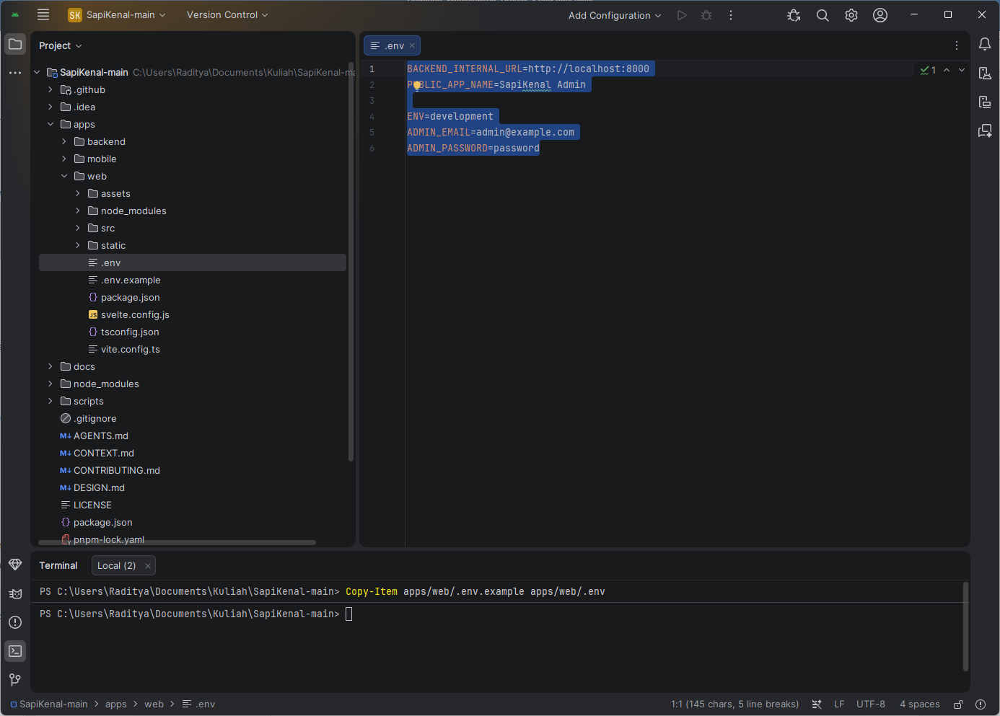 SK SapiKenal-main Version Control Add Configuration
Project
.env
SapiKenal-main C:\Users\Raditya\Documents\Kuliah\SapiKenal-ma
.github
.idea
apps
backend
mobile
web
assets
node_modules
src
static
.env
.env.example
package.json
JS svelte.config.js
tsconfig.json
vite.config.ts
docs
node_modules
scripts
.gitignore
M↓ AGENTS.md
M↓ CONTEXT.md
M↓ CONTRIBUTING.md
M↓ DESIGN.md
LICENSE
package.json
pnpm-lock.yaml
1 BACKEND_INTERNAL_URL=http://localhost:8000
1
2 PUBLIC_APP_NAME=SapiKenal Admin
3
4 ENV=development
5 ADMIN_EMAIL=admin@example.com
6 ADMIN_PASSWORD=password
Terminal Local (2)
PS C:\Users\Raditya\Documents\Kuliah\SapiKenal-main> Copy-Item apps/web/.env.example apps/web/.env
PS C:\Users\Raditya\Documents\Kuliah\SapiKenal-main>
SapiKenal-main > apps > web > .env
1:1 (145 chars, 5 line breaks) LF UTF-8 4 spaces